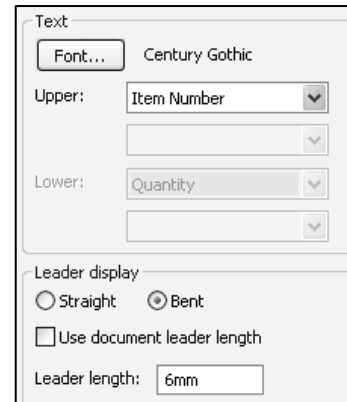 Text
Font... Century Gothic
Upper: Item Number
Lower: Quantity
Leader display
Straight Bent
Use document leader length
Leader length: 6mm